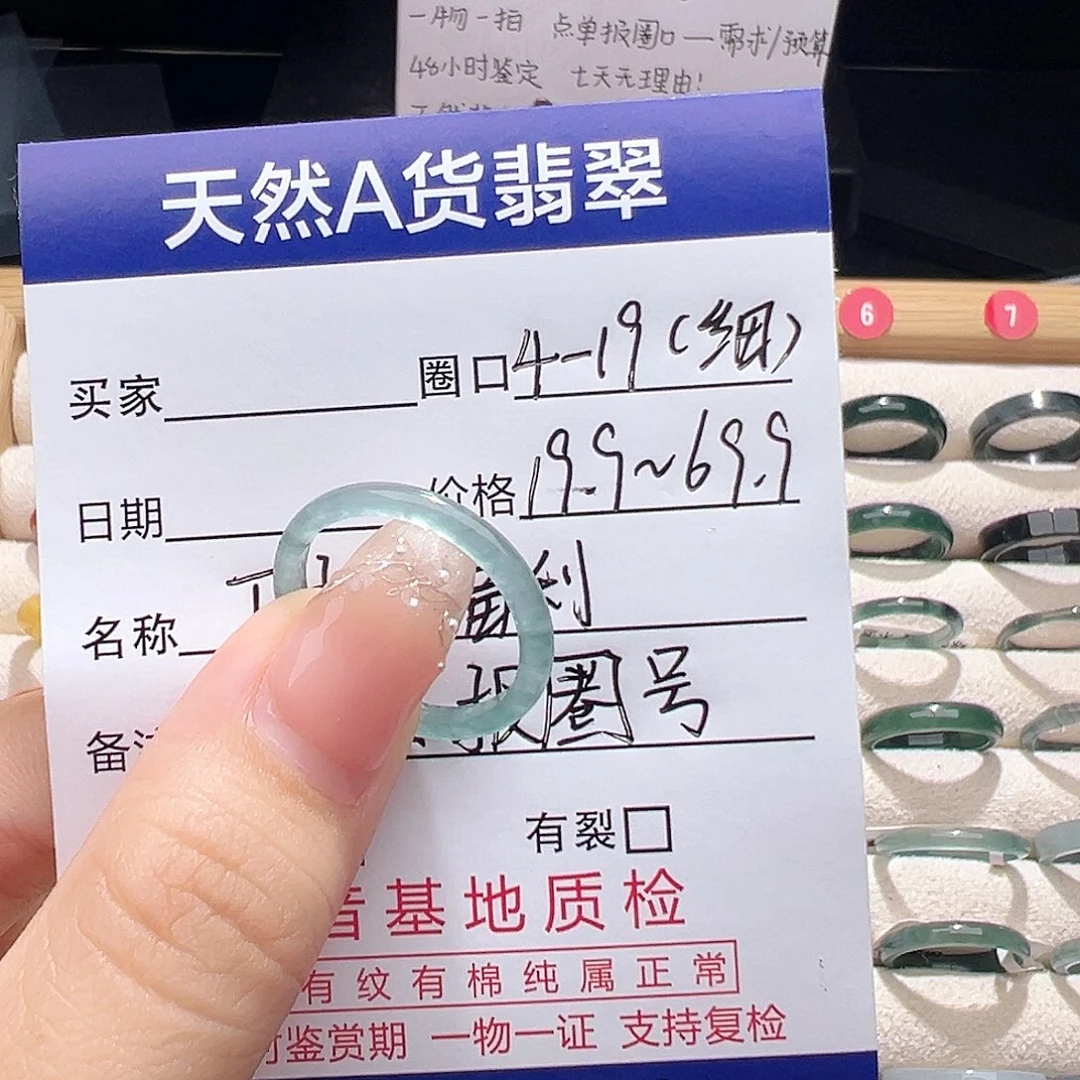 一物一拍 点单报圈口—需求/预算
48小时鉴定 七天无理由!
天然A货翡翠
买家 圈口 4-19(细)
日期 价格 19.9~69.9
名称
备 报圈号
有裂□
基地质检
有纹有棉纯属正常
鉴赏期 一物一证 支持复检
6 7